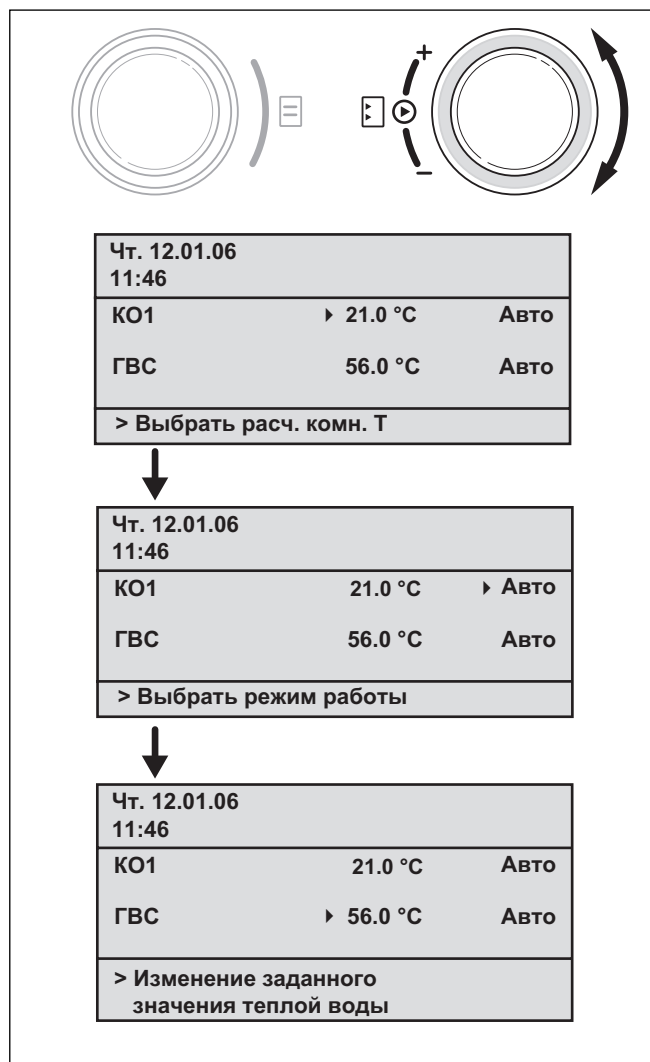 +
−
Чт. 12.01.06
11:46
КО1 ▸ 21.0 °C Авто
ГВС 56.0 °C Авто
> Выбрать расч. комн. Т
Чт. 12.01.06
11:46
КО1 21.0 °C ▸ Авто
ГВС 56.0 °C Авто
> Выбрать режим работы
Чт. 12.01.06
11:46
КО1 21.0 °C Авто
ГВС ▸ 56.0 °C Авто
> Изменение заданного
значения теплой воды